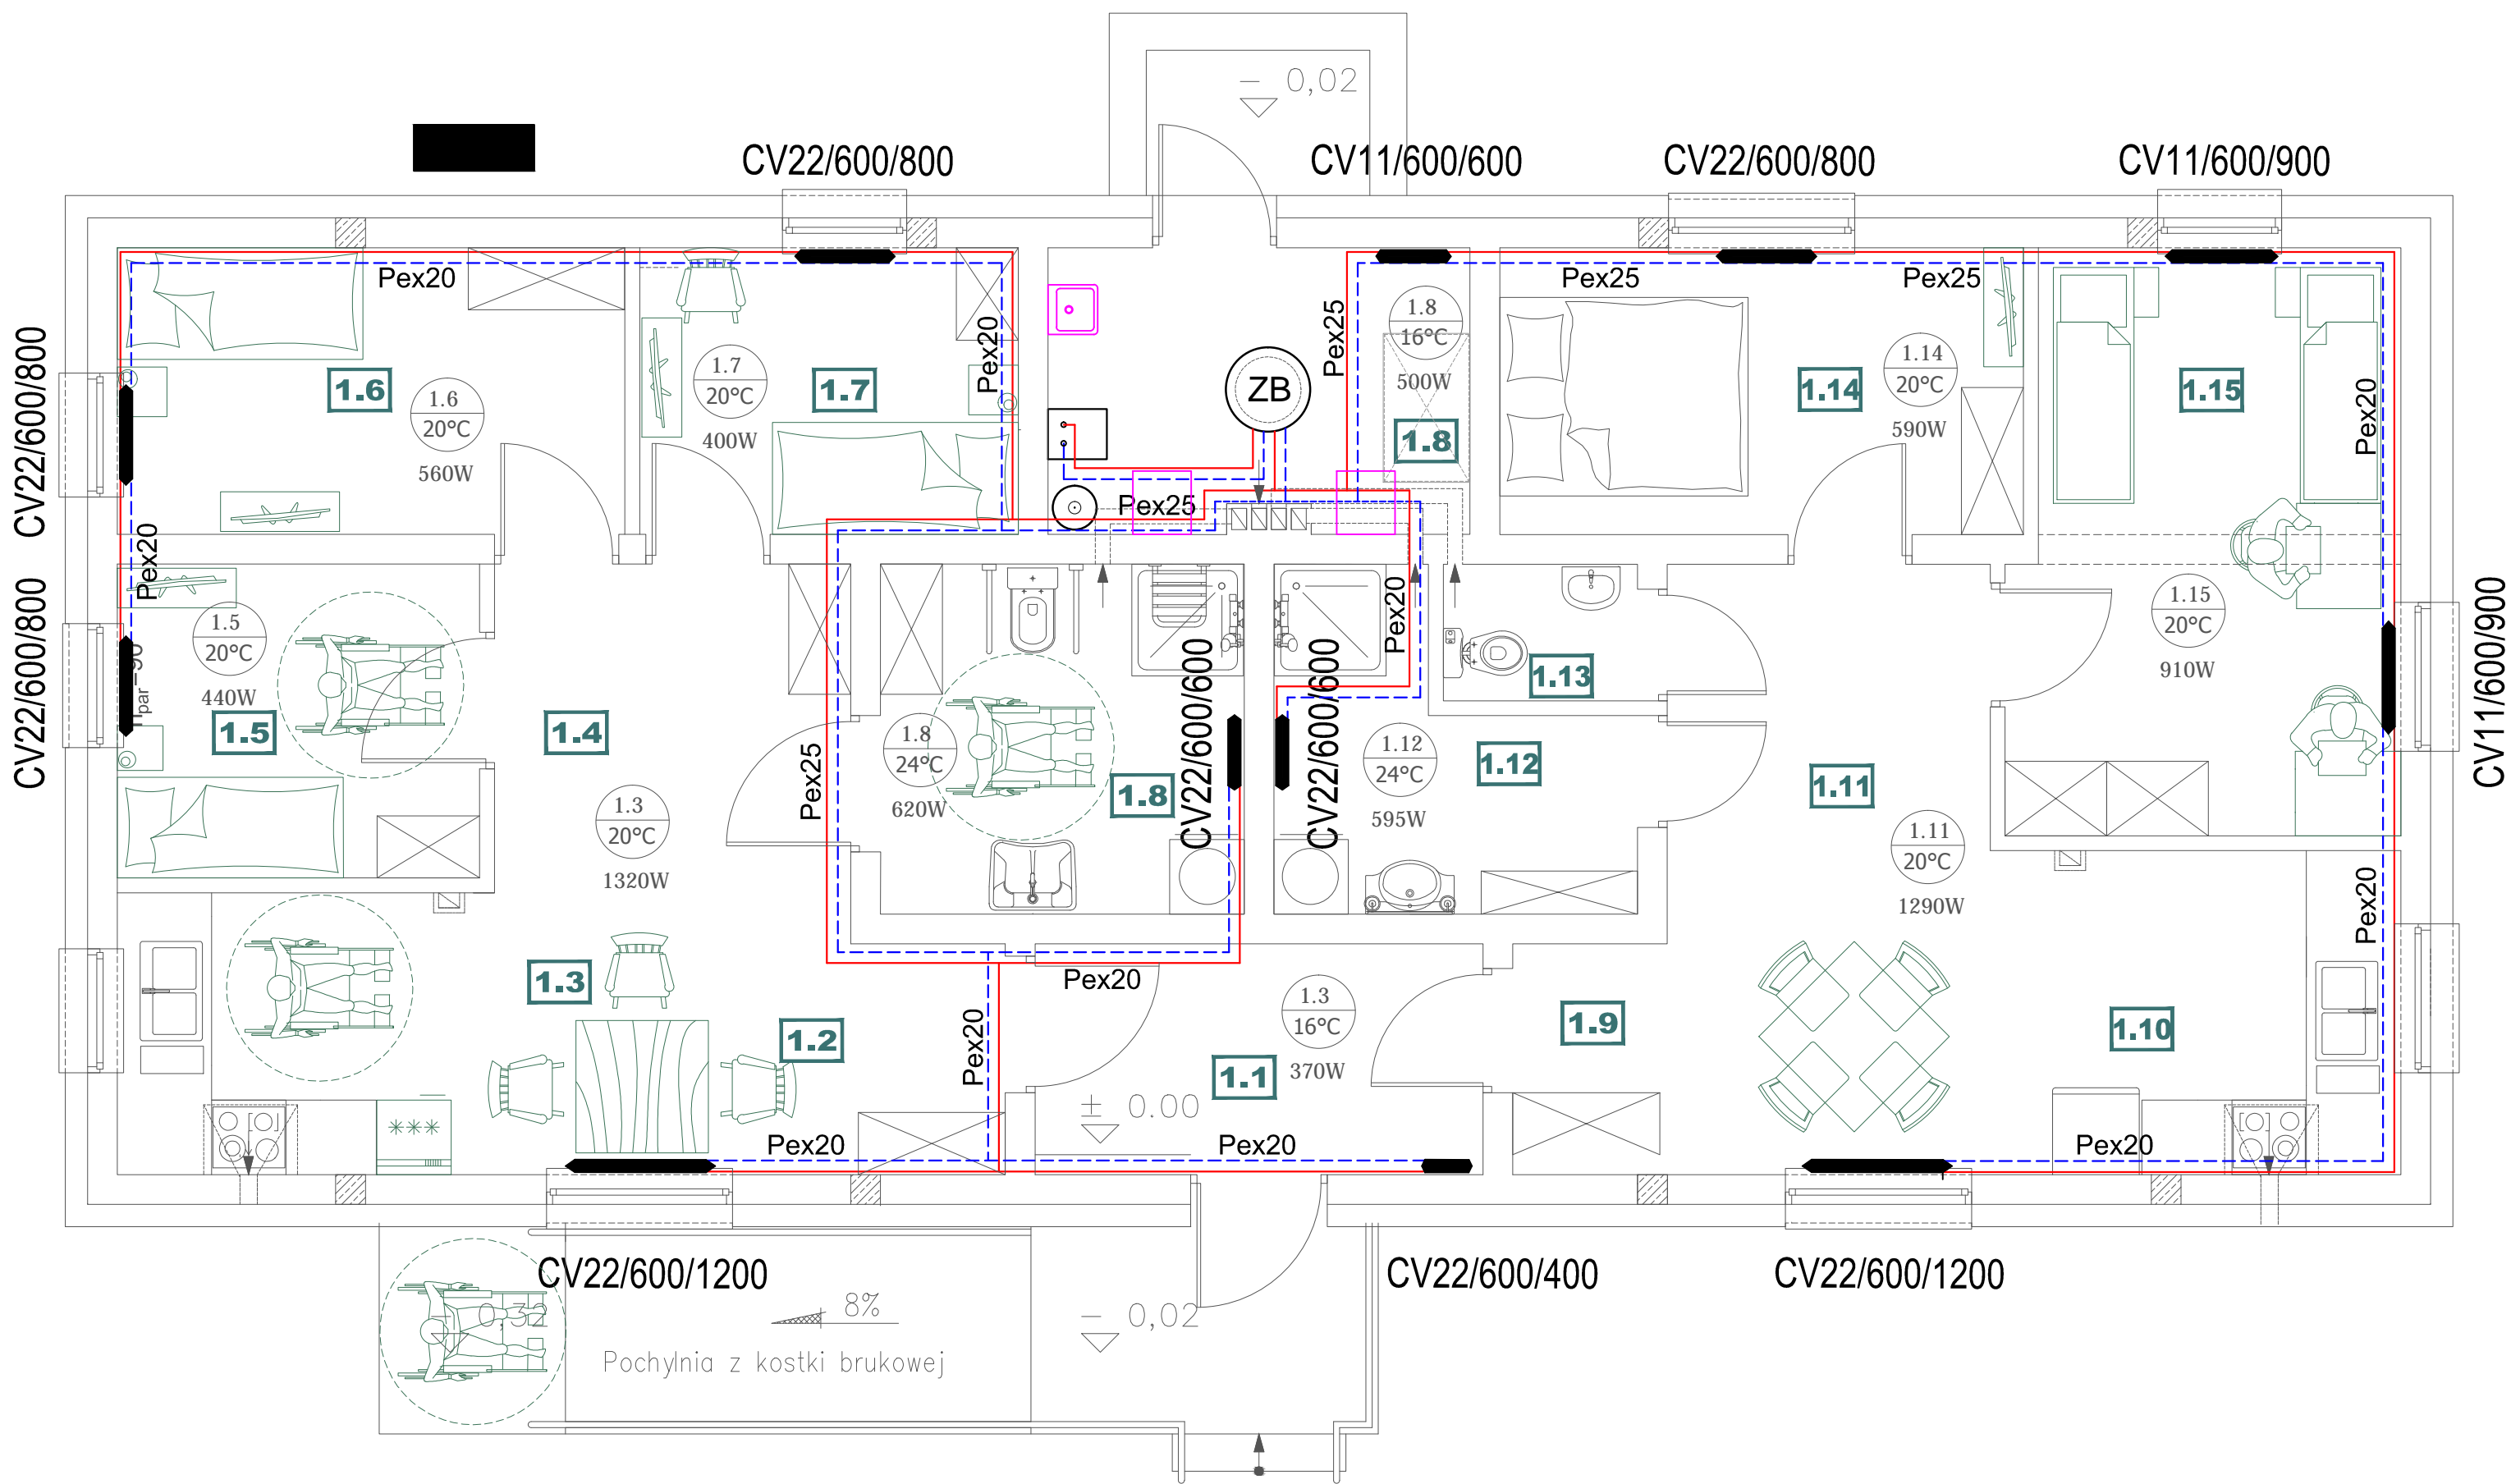 – 0,02
CV22/600/800
CV11/600/600
CV22/600/800
CV11/600/900
Pex20
Pex25
Pex25
CV22/600/800
CV22/600/800
CV11/600/900
Pex20
Pex25
Pex20
Pex20
1.6
1.6
20°C
560W
1.7
20°C
400W
1.7
ZB
1.8
16°C
500W
1.8
1.14
1.14
20°C
590W
1.15
Pex25
Pex20
1.5
20°C
440W
1.5
1.4
1.3
20°C
1320W
Pex25
1.8
24°C
620W
1.8
CV22/600/600
CV22/600/600
Pex20
1.13
1.12
24°C
595W
1.12
1.11
1.11
20°C
1290W
1.15
20°C
910W
Pex20
1.3
1.2
Pex20
Pex20
1.3
16°C
370W
1.1
± 0.00
1.9
1.10
***
Pex20
Pex20
Pex20
CV22/600/1200
CV22/600/400
CV22/600/1200
8%
– 0,02
Pochylnia z kostki brukowej